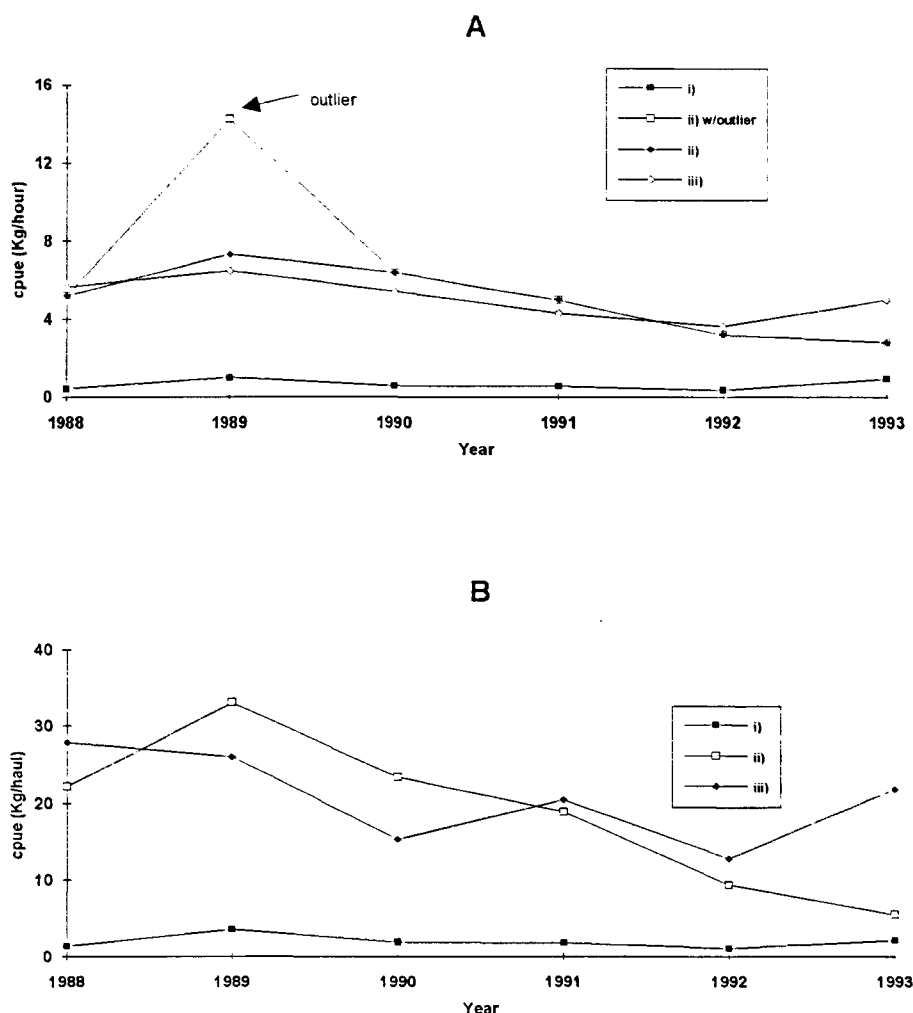 A
16
12
8
4
0
cpue (Kg/hour)
outlier
i)
ii) w/outlier
ii)
iii)
1988 1989 1990 1991 1992 1993
Year
B
40
30
20
10
0
cpue (Kg/haul)
i)
ii)
iii)
1988 1989 1990 1991 1992 1993
Year